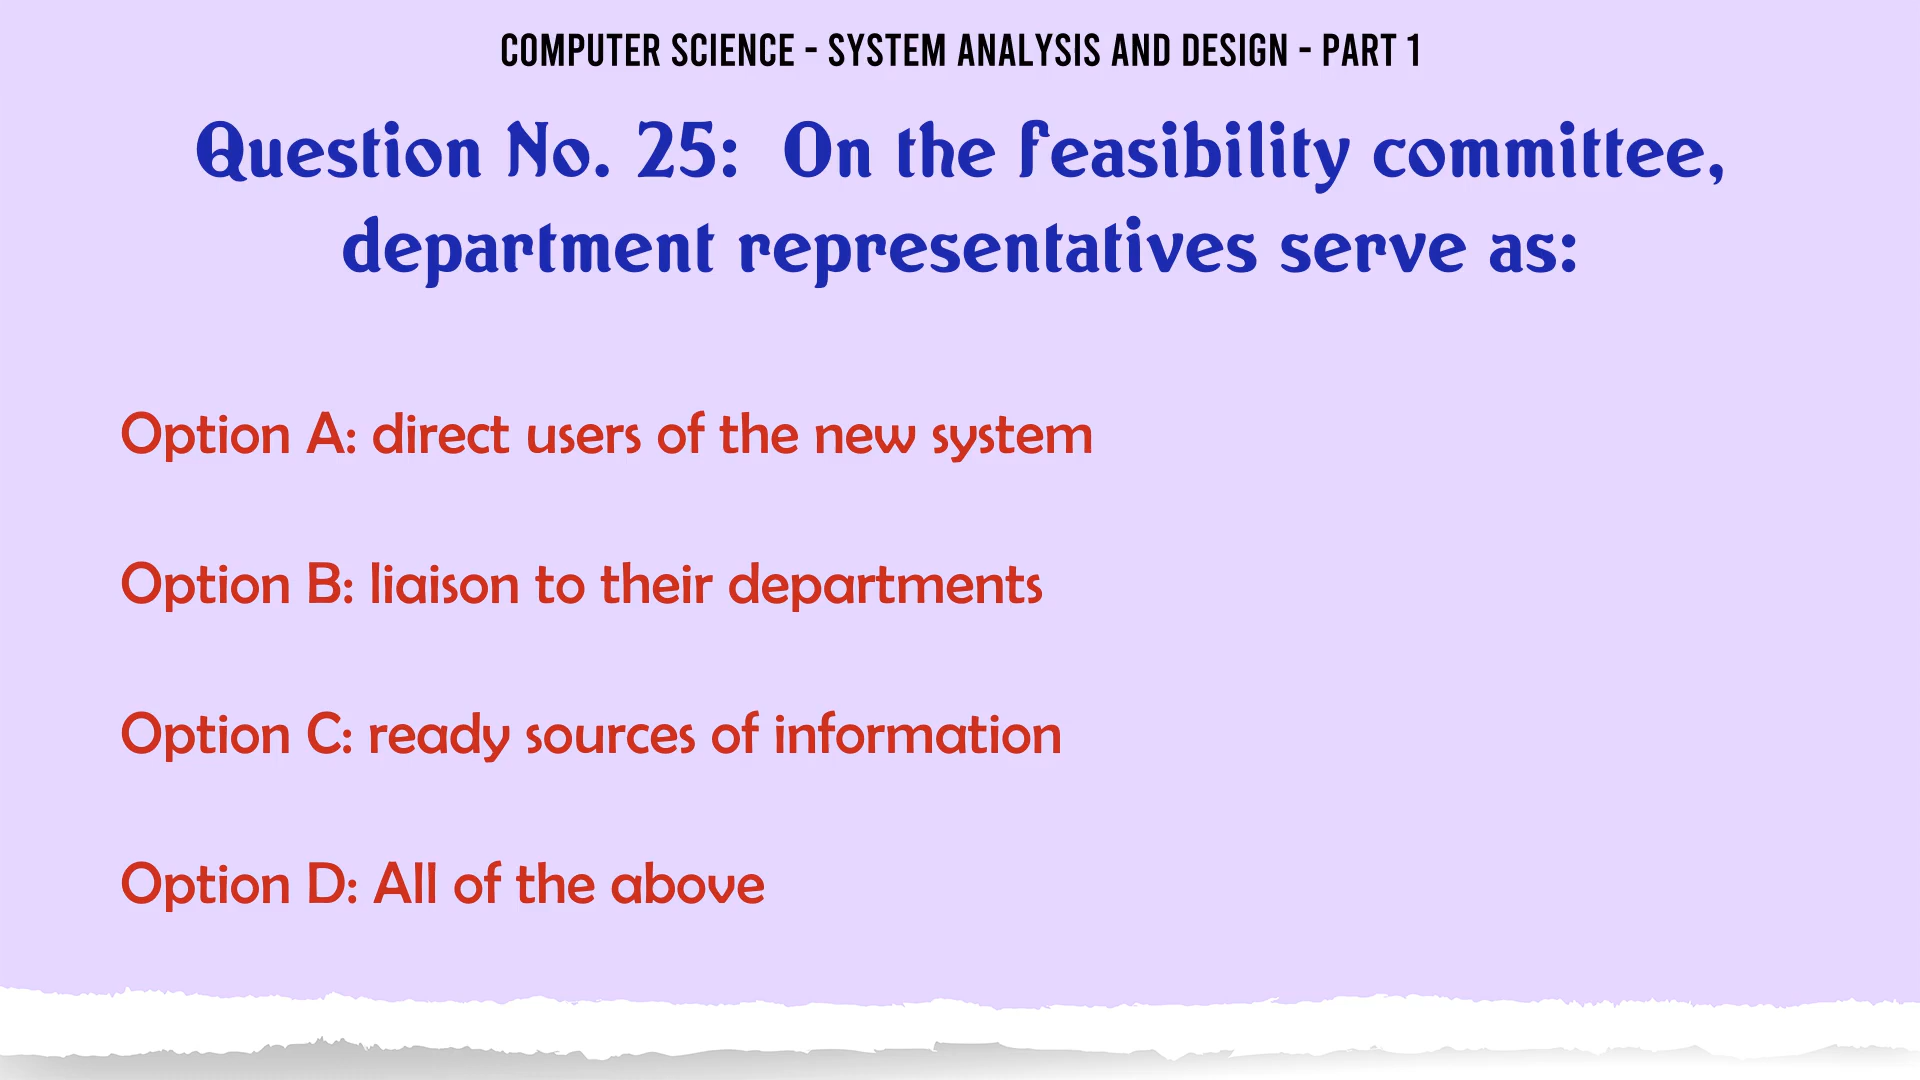 COMPUTER SCIENCE - SYSTEM ANALYSIS AND DESIGN - PART 1
Question No. 25: On the feasibility committee,
department representatives serve as:
Option A: direct users of the new system
Option B: liaison to their departments
Option C: ready sources of information
Option D: All of the above